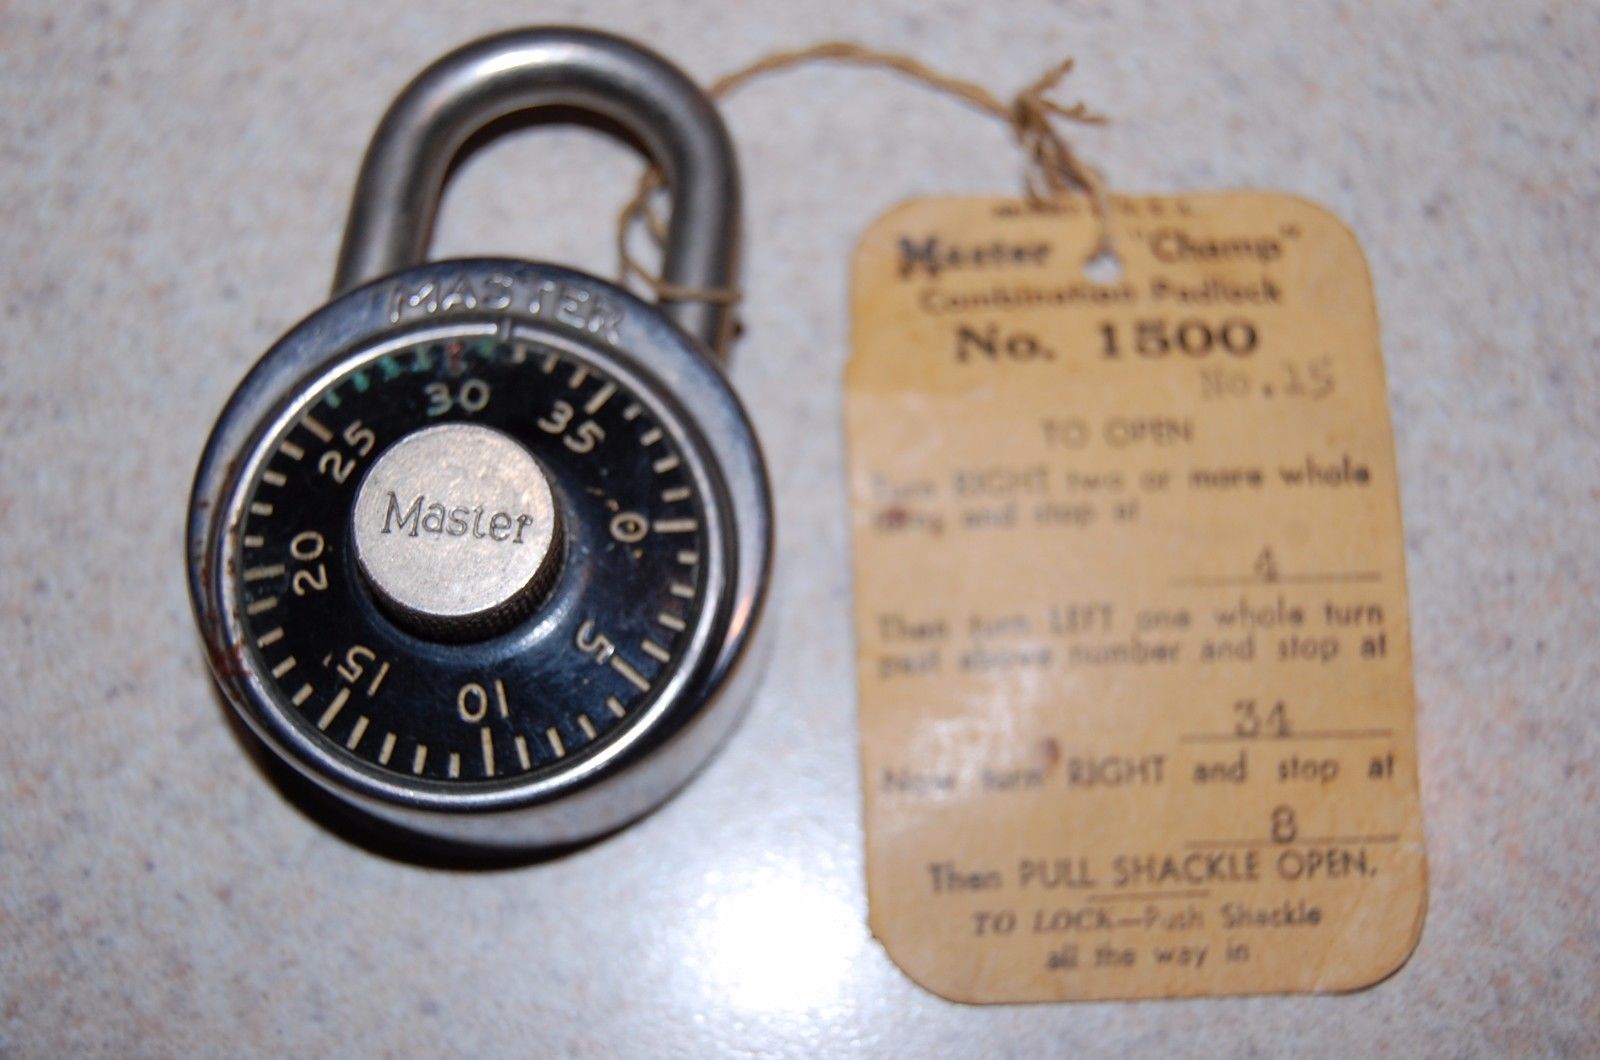 MASTER
30
35
0
5
10
15
20
25
Master
Master "Champ"
Combination Padlock
No. 1500
No. 15
TO OPEN
Turn RIGHT two or more whole
and stop at
4
Then turn LEFT one whole turn
past above number and stop at
34
Now turn RIGHT and stop at
8
Then PULL SHACKLE OPEN.
TO LOCK—Push Shackle
all the way in